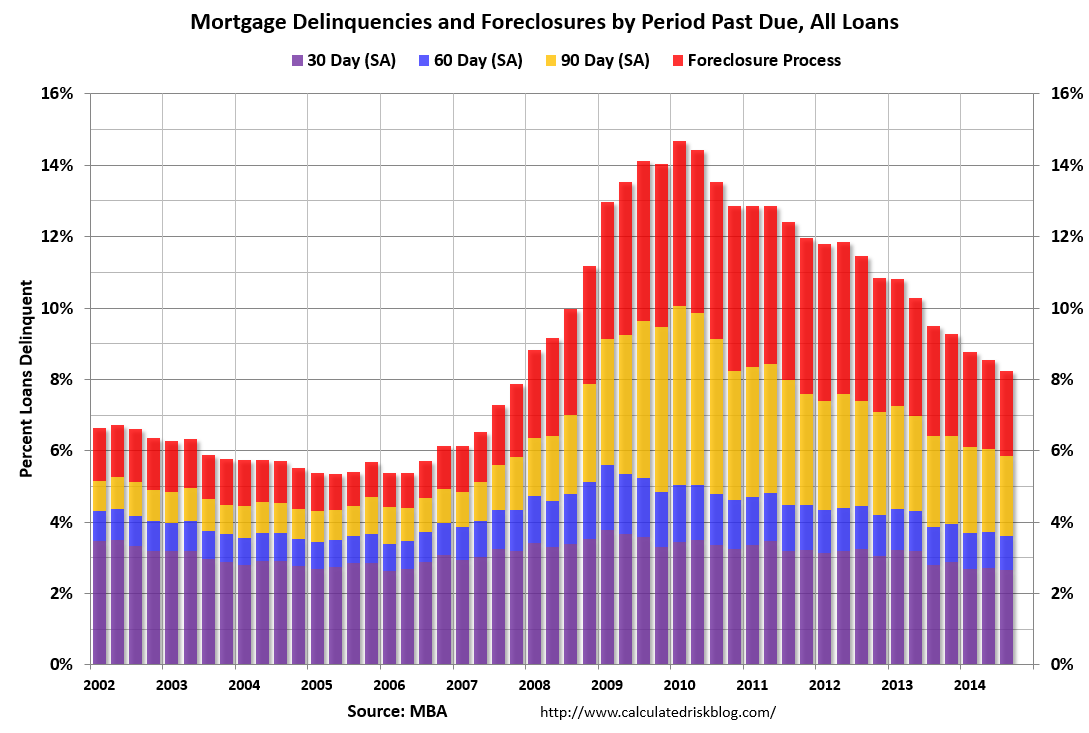 Mortgage Delinquencies and Foreclosures by Period Past Due, All Loans
30 Day (SA) 60 Day (SA) 90 Day (SA) Foreclosure Process
16% 16%
14% 14%
12% 12%
10% 10%
8% 8%
6% 6%
4% 4%
2% 2%
0% 0%
Percent Loans Delinquent
2002 2003 2004 2005 2006 2007 2008 2009 2010 2011 2012 2013 2014
Source: MBA http://www.calculatedriskblog.com/